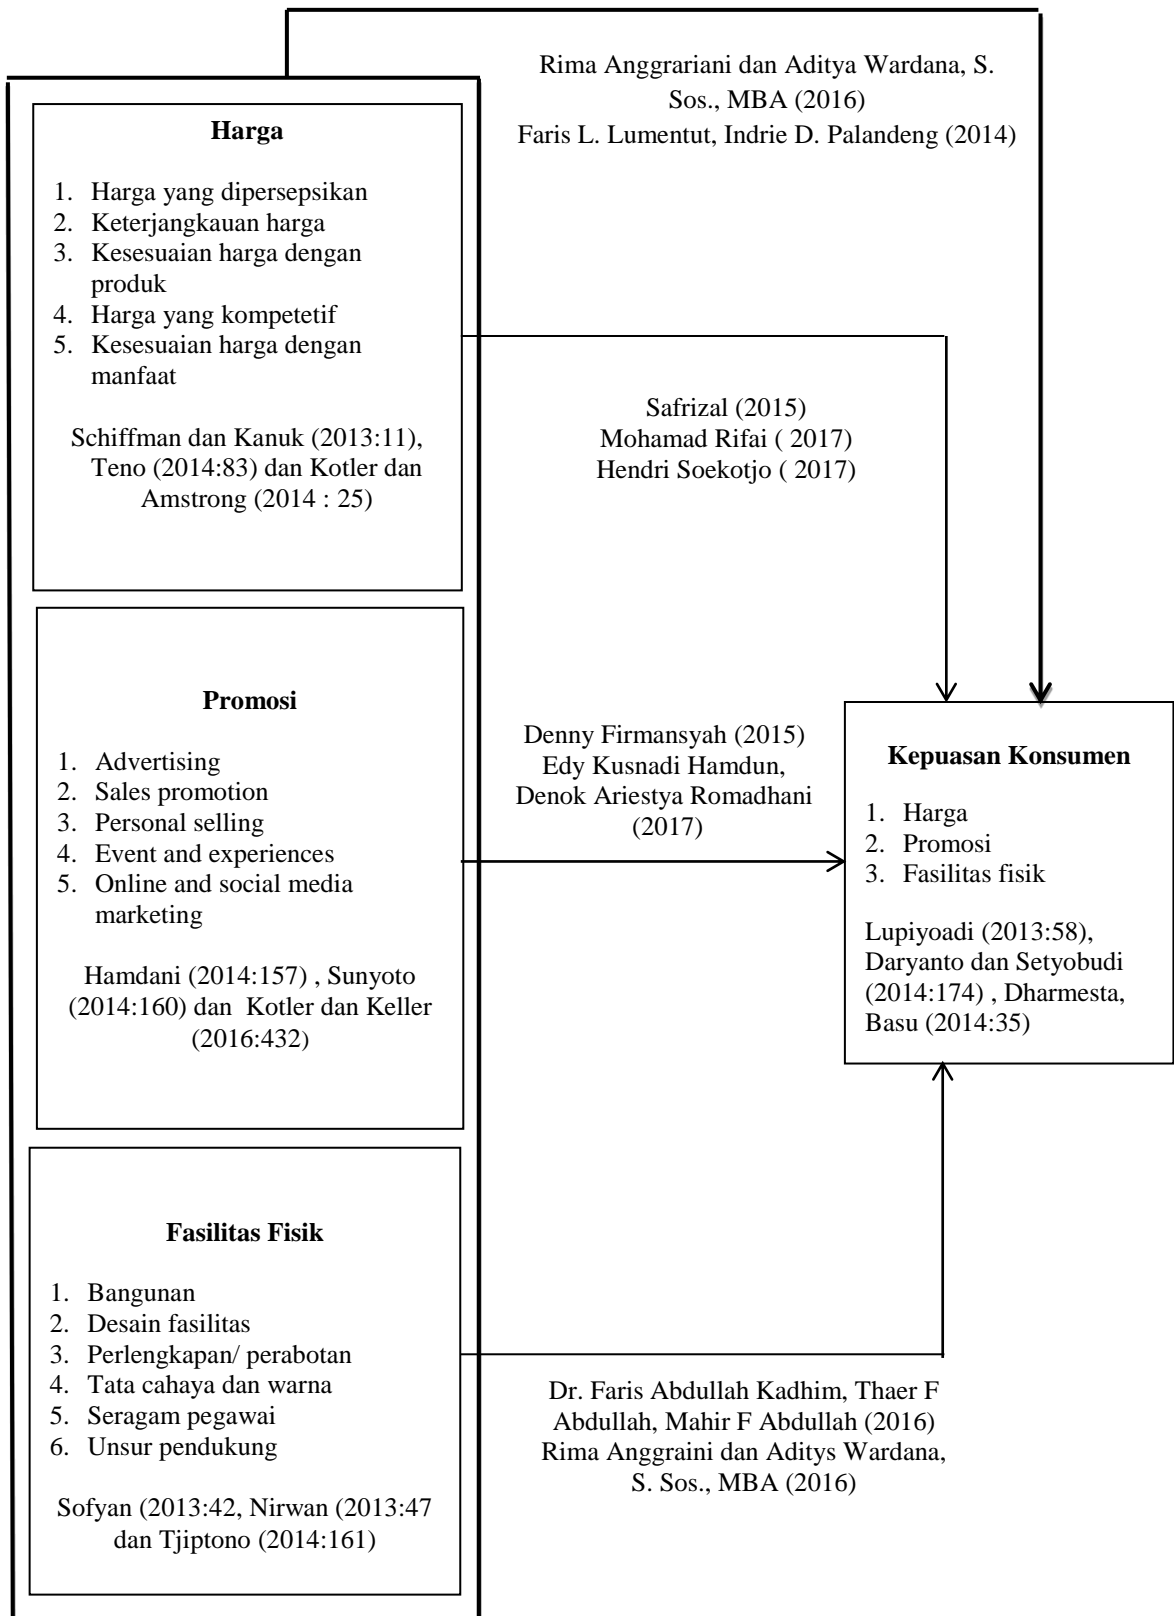 Rima Anggrariani dan Aditya Wardana, S.
Sos., MBA (2016)
Faris L. Lumentut, Indrie D. Palandeng (2014)
Harga
1. Harga yang dipersepsikan
2. Keterjangkauan harga
3. Kesesuaian harga dengan
produk
4. Harga yang kompetetif
5. Kesesuaian harga dengan
manfaat
Schiffman dan Kanuk (2013:11),
Teno (2014:83) dan Kotler dan
Amstrong (2014 : 25)
Safrizal (2015)
Mohamad Rifai ( 2017)
Hendri Soekotjo ( 2017)
Promosi
1. Advertising
2. Sales promotion
3. Personal selling
4. Event and experiences
5. Online and social media
marketing
Hamdani (2014:157) , Sunyoto
(2014:160) dan Kotler dan Keller
(2016:432)
Denny Firmansyah (2015)
Edy Kusnadi Hamdun,
Denok Ariestya Romadhani
(2017)
Kepuasan Konsumen
1. Harga
2. Promosi
3. Fasilitas fisik
Lupiyoadi (2013:58),
Daryanto dan Setyobudi
(2014:174) , Dharmesta,
Basu (2014:35)
Fasilitas Fisik
1. Bangunan
2. Desain fasilitas
3. Perlengkapan/ perabotan
4. Tata cahaya dan warna
5. Seragam pegawai
6. Unsur pendukung
Sofyan (2013:42, Nirwan (2013:47
dan Tjiptono (2014:161)
Dr. Faris Abdullah Kadhim, Thaer F
Abdullah, Mahir F Abdullah (2016)
Rima Anggraini dan Aditys Wardana,
S. Sos., MBA (2016)